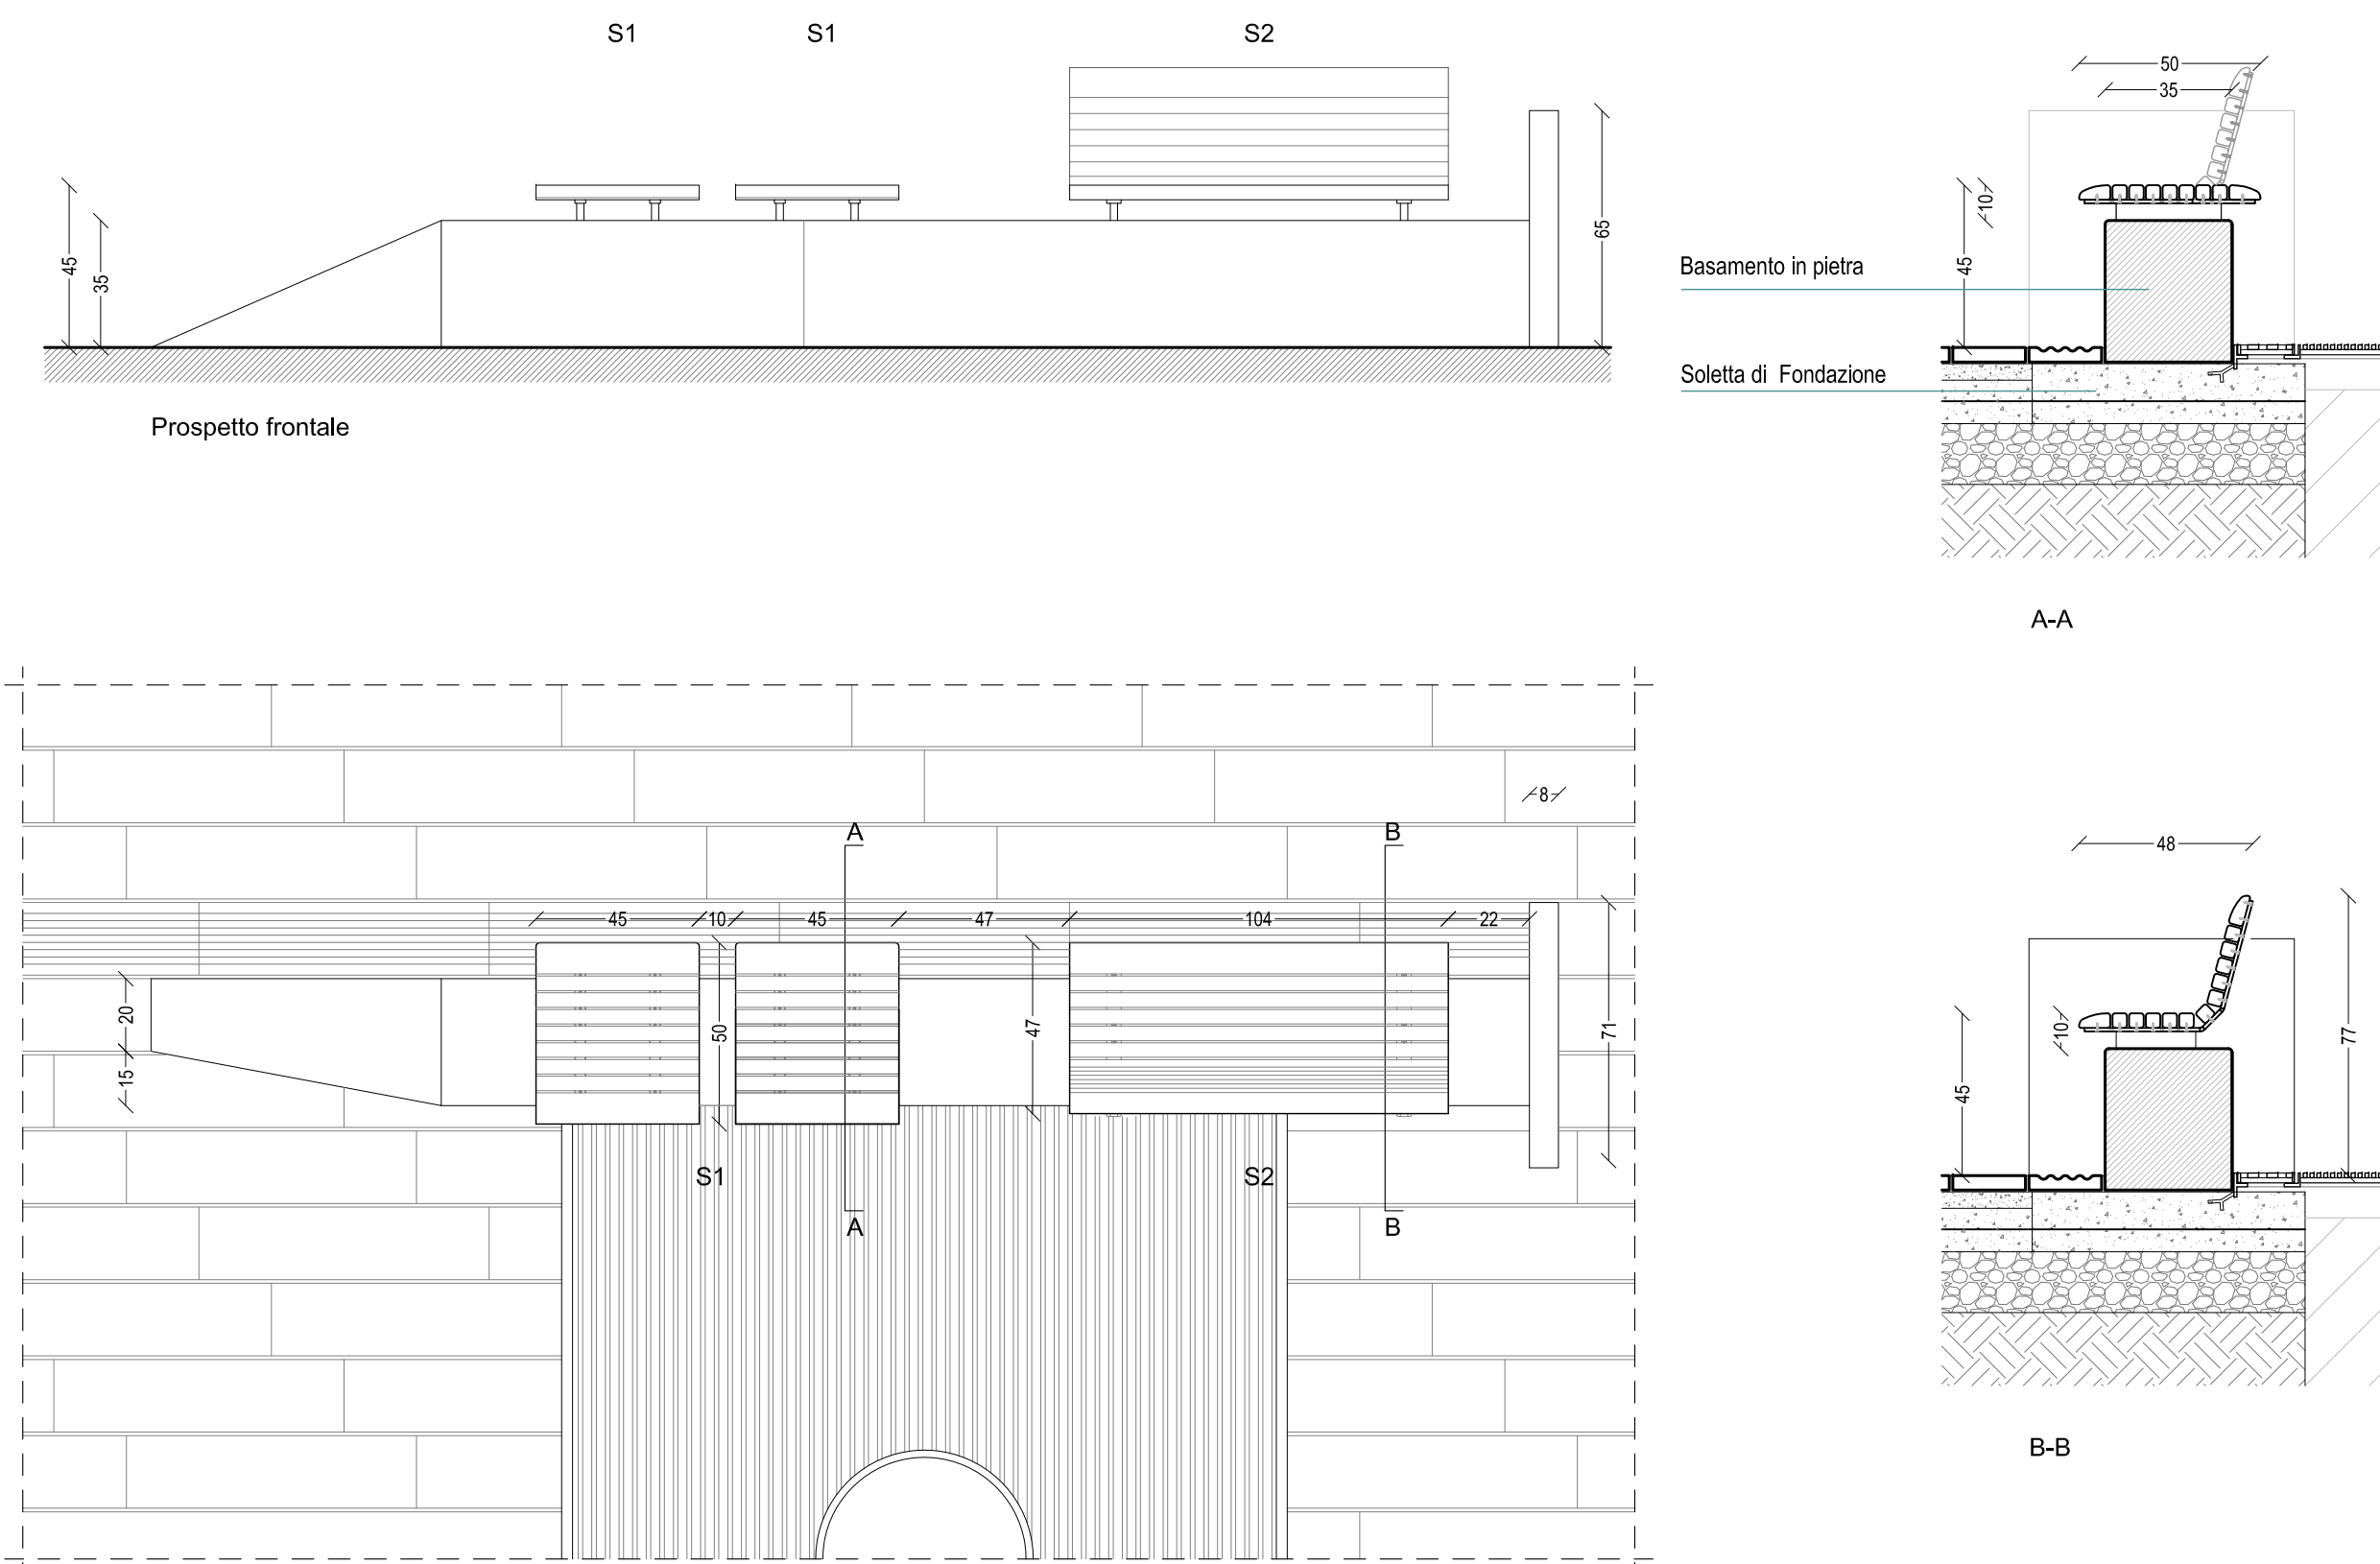 S1 S1 S2
45
35
65
Prospetto frontale
50
35
10
45
Basamento in pietra
Soletta di  Fondazione
A-A
8
A B
45 10 45 47 104 22
20
15
50
47
71
S1 S2
A B
48
10
45
77
B-B